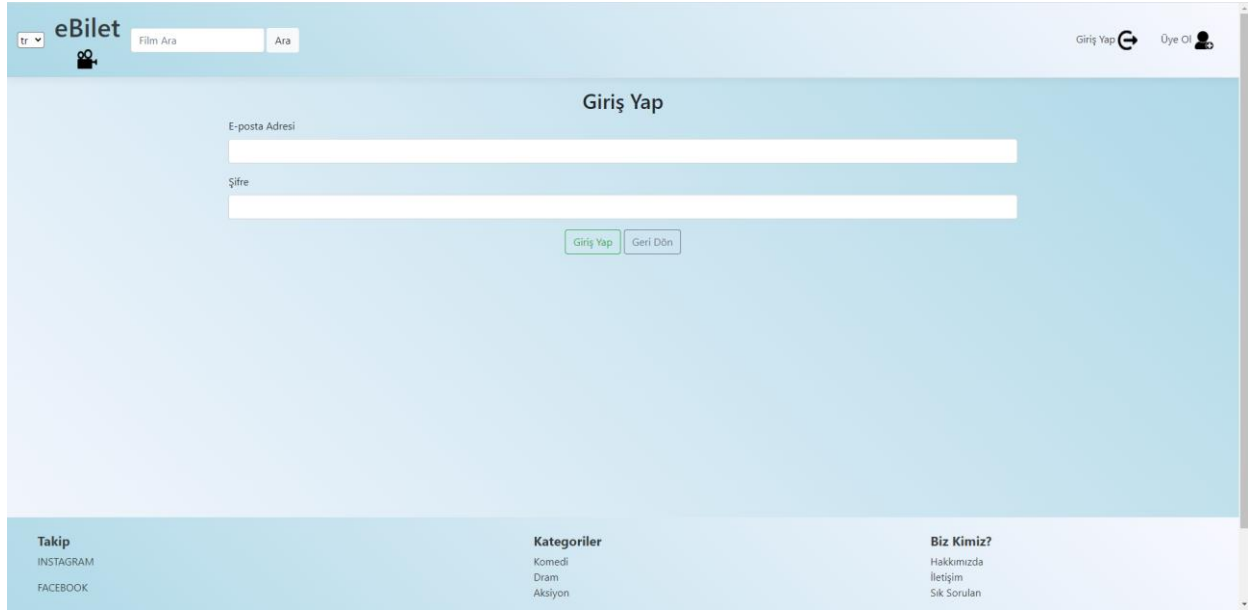 tr
eBilet
Film Ara
Ara
Giriş Yap
Üye Ol
Giriş Yap
E-posta Adresi
Şifre
Giriş Yap
Geri Dön
Takip
INSTAGRAM
FACEBOOK
Kategoriler
Komedi
Dram
Aksiyon
Biz Kimiz?
Hakkımızda
İletişim
Sık Sorulan